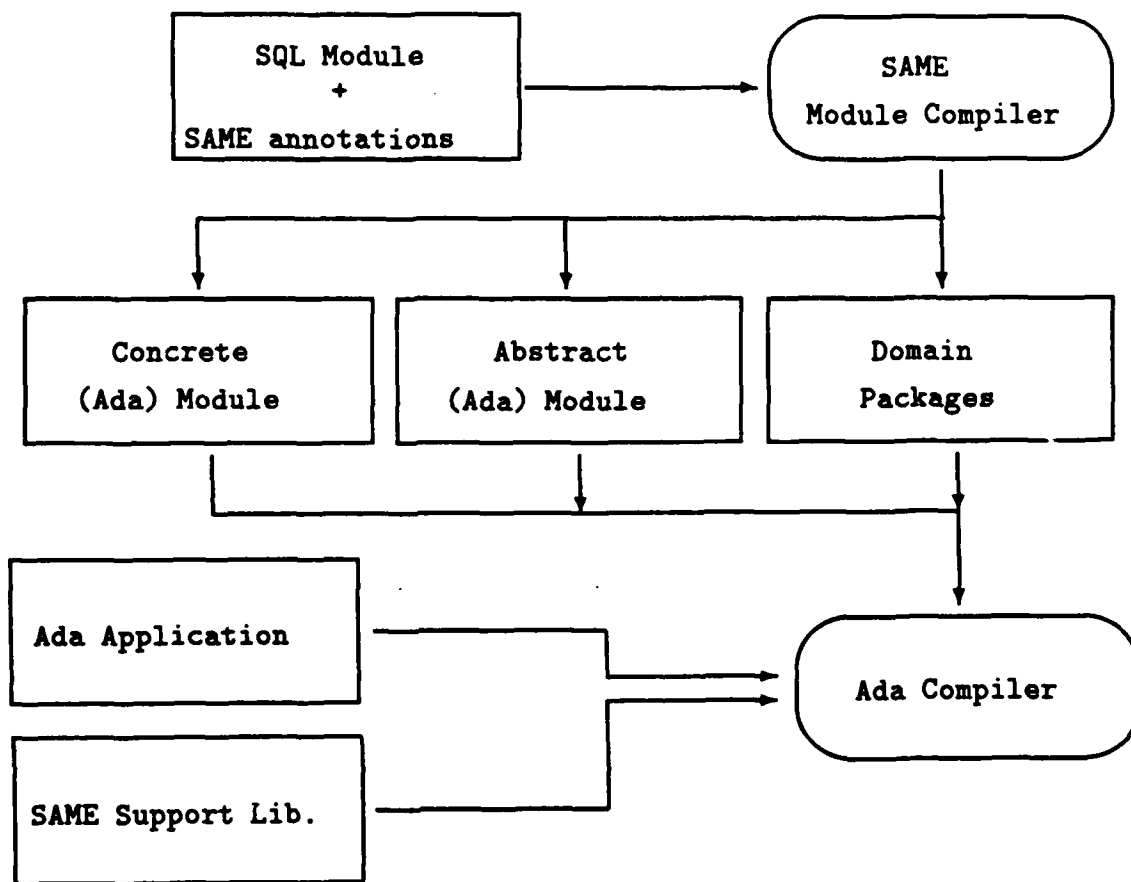 SQL Module
+
SAME annotations
SAME
Module Compiler
Concrete
(Ada) Module
Abstract
(Ada) Module
Domain
Packages
Ada Application
Ada Compiler
SAME Support Lib.